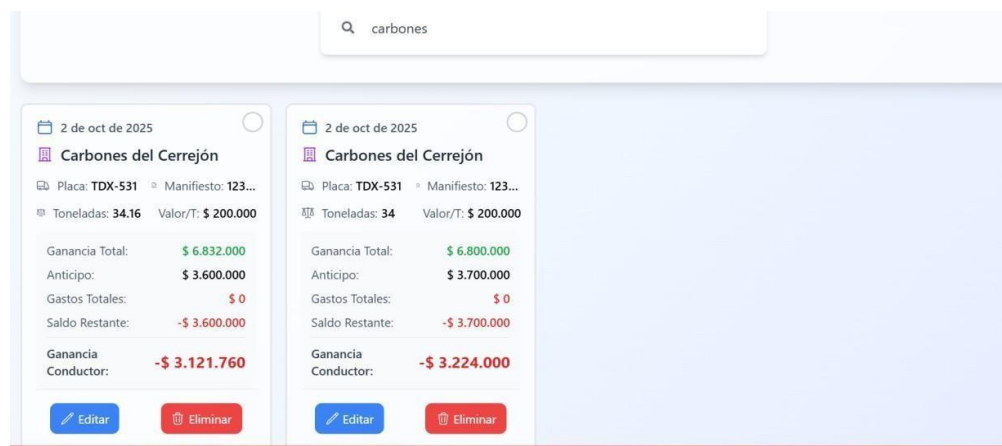 carbones
2 de oct de 2025
Carbones del Cerrejón
Placa: TDX-531 Manifiesto: 123...
Toneladas: 34.16 Valor/T: $ 200.000
Ganancia Total: $ 6.832.000
Anticipo: $ 3.600.000
Gastos Totales: $ 0
Saldo Restante: -$ 3.600.000
Ganancia
Conductor: -$ 3.121.760
Editar Eliminar
2 de oct de 2025
Carbones del Cerrejón
Placa: TDX-531 Manifiesto: 123...
Toneladas: 34 Valor/T: $ 200.000
Ganancia Total: $ 6.800.000
Anticipo: $ 3.700.000
Gastos Totales: $ 0
Saldo Restante: -$ 3.700.000
Ganancia
Conductor: -$ 3.224.000
Editar Eliminar